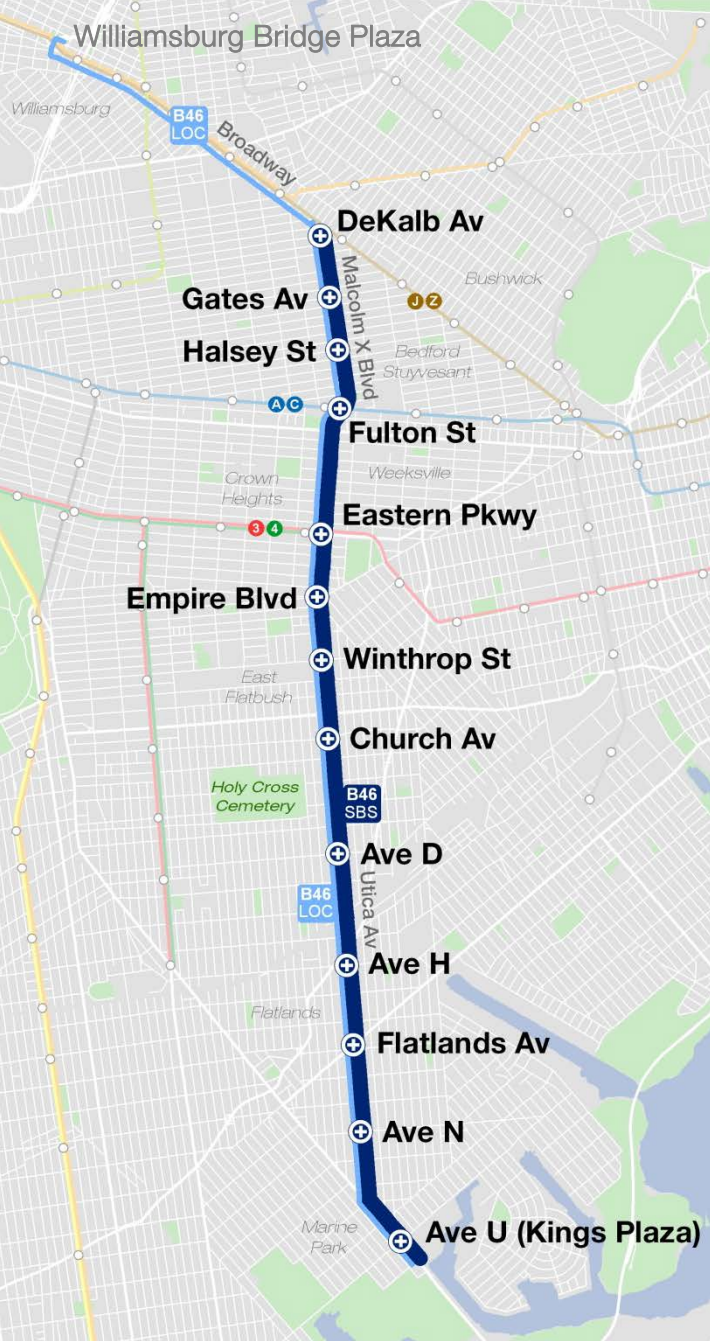 Williamsburg Bridge Plaza
Williamsburg
B46
LOC
Broadway
DeKalb Av
Malcolm X Blvd
Bushwick
Gates Av
J Z
Halsey St
Bedford
Stuyvesant
A C
Fulton St
Crown
Heights
Weeksville
Eastern Pkwy
3 4
Empire Blvd
Winthrop St
East
Flatbush
Church Av
Holy Cross
Cemetery
B46
SBS
Ave D
Utica Av
B46
LOC
Ave H
Flatlands
Flatlands Av
Ave N
Marine
Park
Ave U (Kings Plaza)